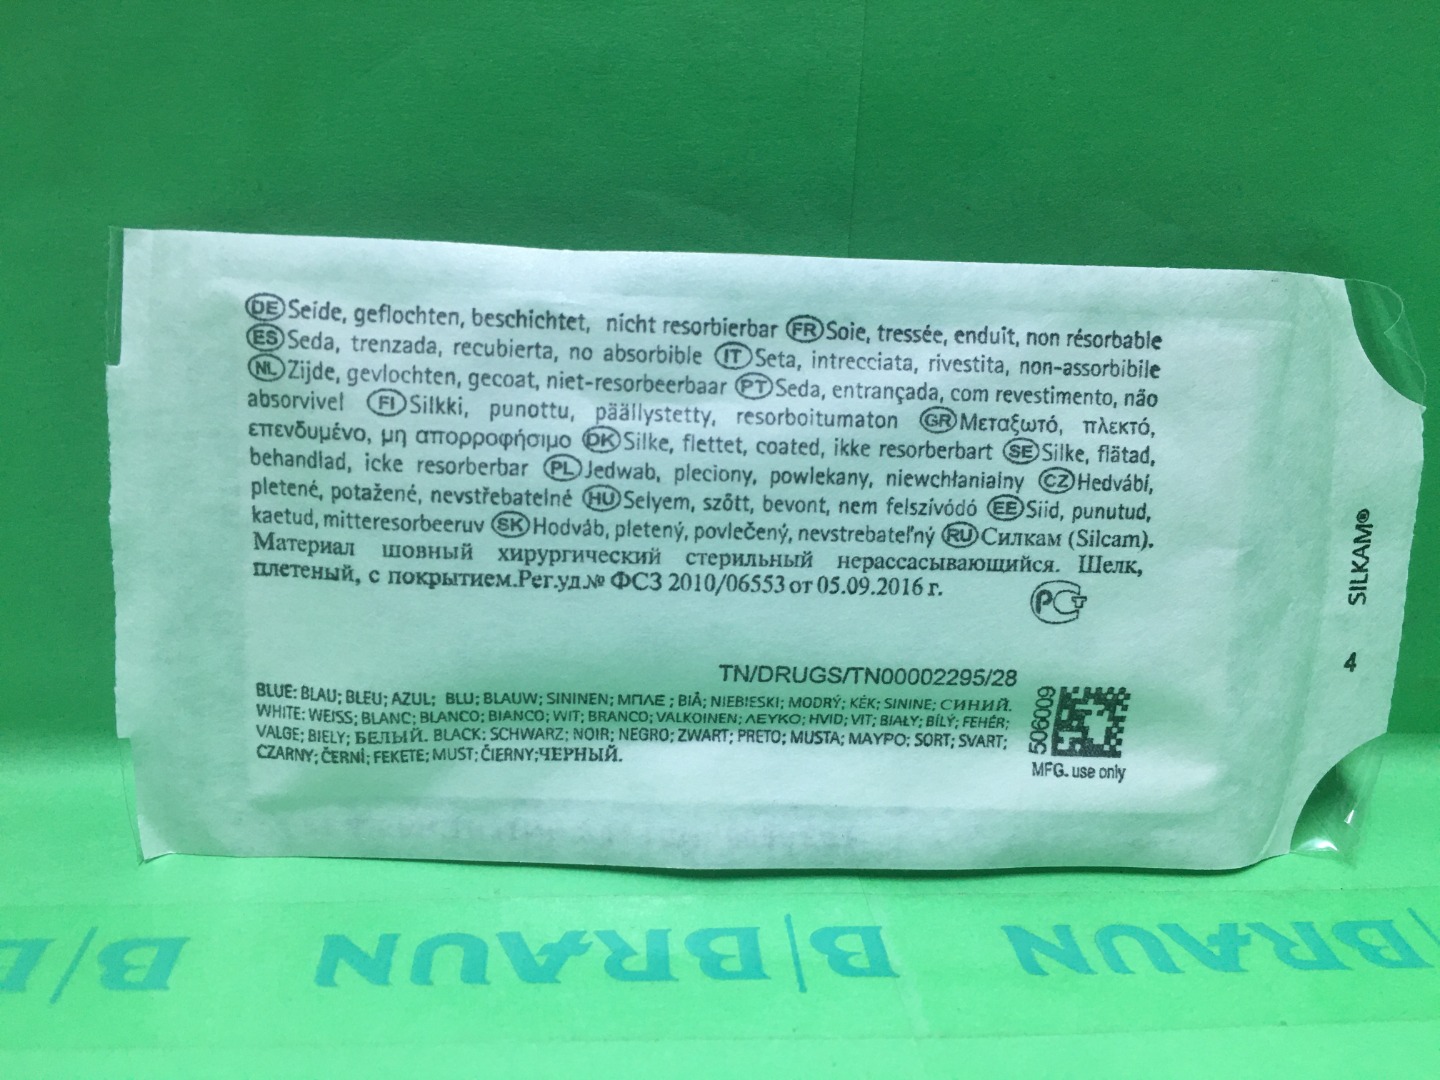 DE Seide, geflochten, beschichtet, nicht resorbierbar FR Soie, tressée, enduit, non résorbable
ES Seda, trenzada, recubierta, no absorbible IT Seta, intrecciata, rivestita, non-assorbibile
NL Zijde, gevlochten, gecoat, niet-resorbeerbaar PT Seda, entrançada, com revestimento, não
absorvivel FI Silkki, punottu, päällystetty, resorboitumaton GR Μεταξωτό, πλεκτό,
επενδυμένο, μη απορροφήσιμο DK Silke, flettet, coated, ikke resorberbart SE Silke, flätad,
behandlad, icke resorberbar PL Jedwab, pleciony, powlekany, niewchłanialny CZ Hedvábí,
pletené, potažené, nevstřebatelné HU Selyem, szőtt, bevont, nem felszívódó EE Siid, punutud,
kaetud, mitteresorbeeruv SK Hodváb, pletený, povlečený, nevstrebateľný RU Силкам (Silcam).
Материал шовный хирургический стерильный нерассасывающийся. Шелк,
плетеный, с покрытием.Рег.уд.№ ФСЗ 2010/06553 от 05.09.2016 г.
РСТ
TN/DRUGS/TN00002295/28
BLUE: BLAU; BLEU; AZUL; BLU; BLAUW; SININEN; ΜΠΛΕ ; BIÅ; NIEBIESKI; MODRÝ; KÉK; SININE; СИНИЙ.
WHITE: WEISS; BLANC; BLANCO; BIANCO; WIT; BRANCO; VALKOINEN; ΛΕΥΚΟ; HVID; VIT; BIAŁY; BÍLÝ; FEHÉR;
VALGE; BIELY; БЕЛЫЙ. BLACK: SCHWARZ; NOIR; NEGRO; ZWART; PRETO; MUSTA; ΜΑΥΡΟ; SORT; SVART;
CZARNY; ČERNÍ; FEKETE; MUST; ČIERNY;ЧЕРНЫЙ.
506009
MFG. use only
4 SILKAM®
B|B
BRAUN
B|BRAUN
BRAUN